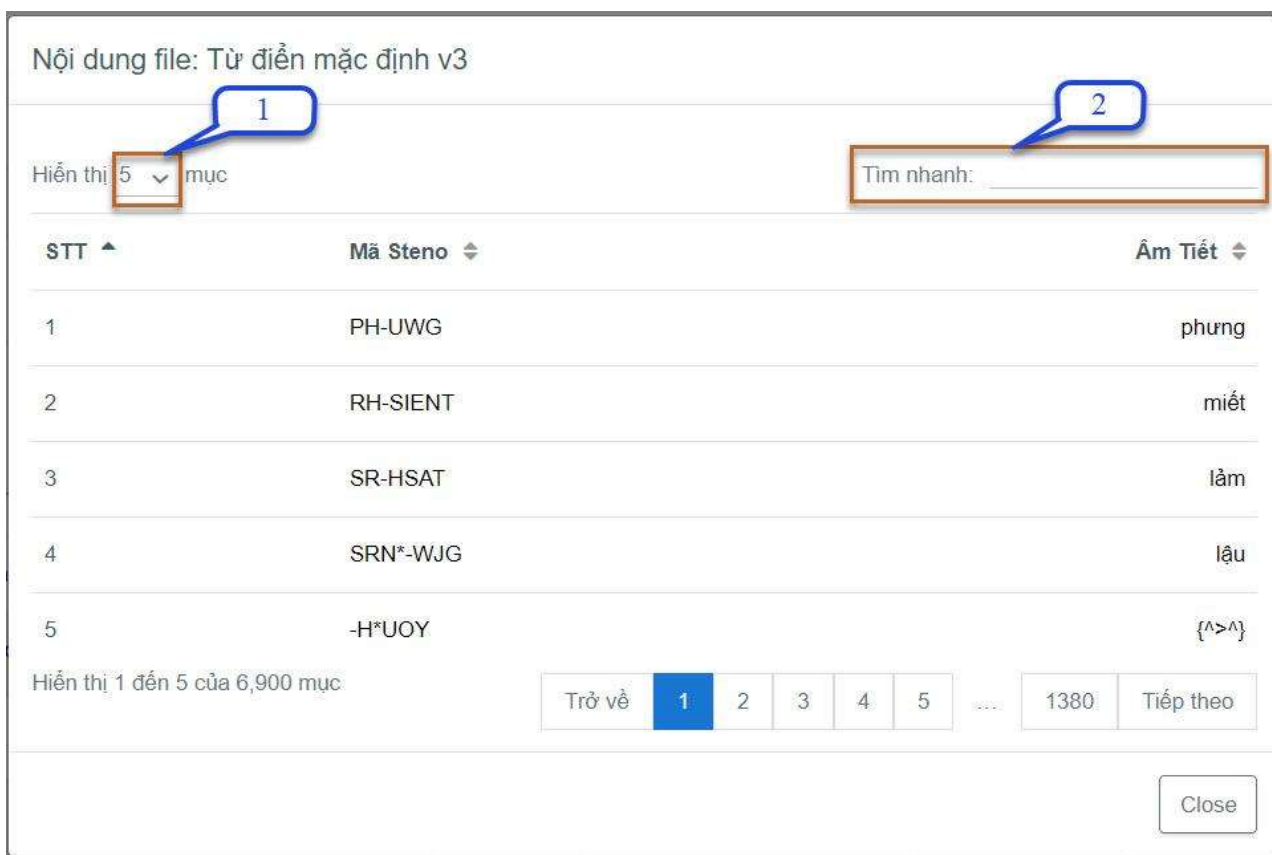 Nội dung file: Từ điển mặc định v3
1
2
Hiển thị 5 mục
Tìm nhanh:
STT Mã Steno Âm Tiết
1 PH-UWG phưng
2 RH-SIENT miết
3 SR-HSAT lảm
4 SRN*-WJG lậu
5 -H*UOY {^>^}
Hiển thị 1 đến 5 của 6,900 mục
Trở về 1 2 3 4 5 ... 1380 Tiếp theo
Close